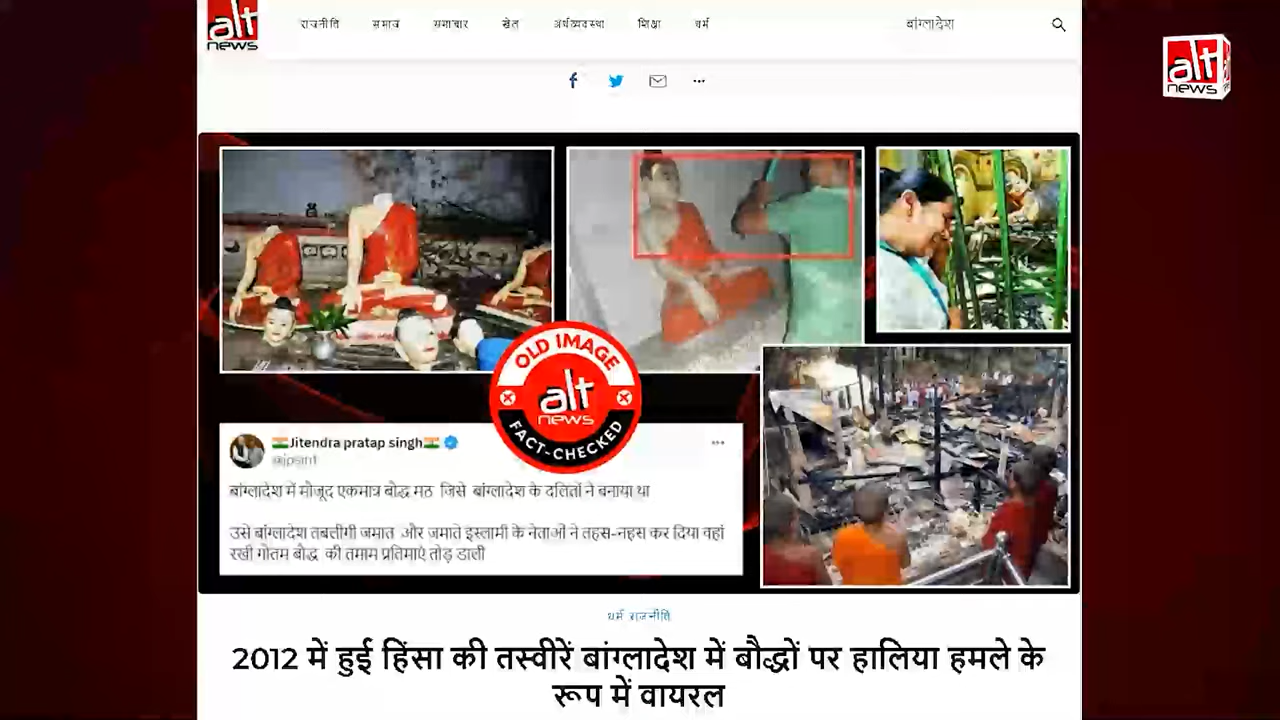 alt
news
राजनीति समाज समाचार खेल अर्थव्यवस्था शिक्षा धर्म बांग्लादेश
alt
news
OLD IMAGE
alt
news
FACT-CHECKED
Jitendra pratap singh
बांग्लादेश में मौजूद एकमात्र बौद्ध मठ जिसे बांग्लादेश के दलितों ने बनाया था
उसे बांग्लादेश तबलीगी जमात और जमाते इस्लामी के नेताओं ने तहस-नहस कर दिया वहां
रखी गौतम बौद्ध की तमाम प्रतिमाएं तोड़ डाली
धर्म राजनीति
2012 में हुई हिंसा की तस्वीरें बांग्लादेश में बौद्धों पर हालिया हमले के
रूप में वायरल